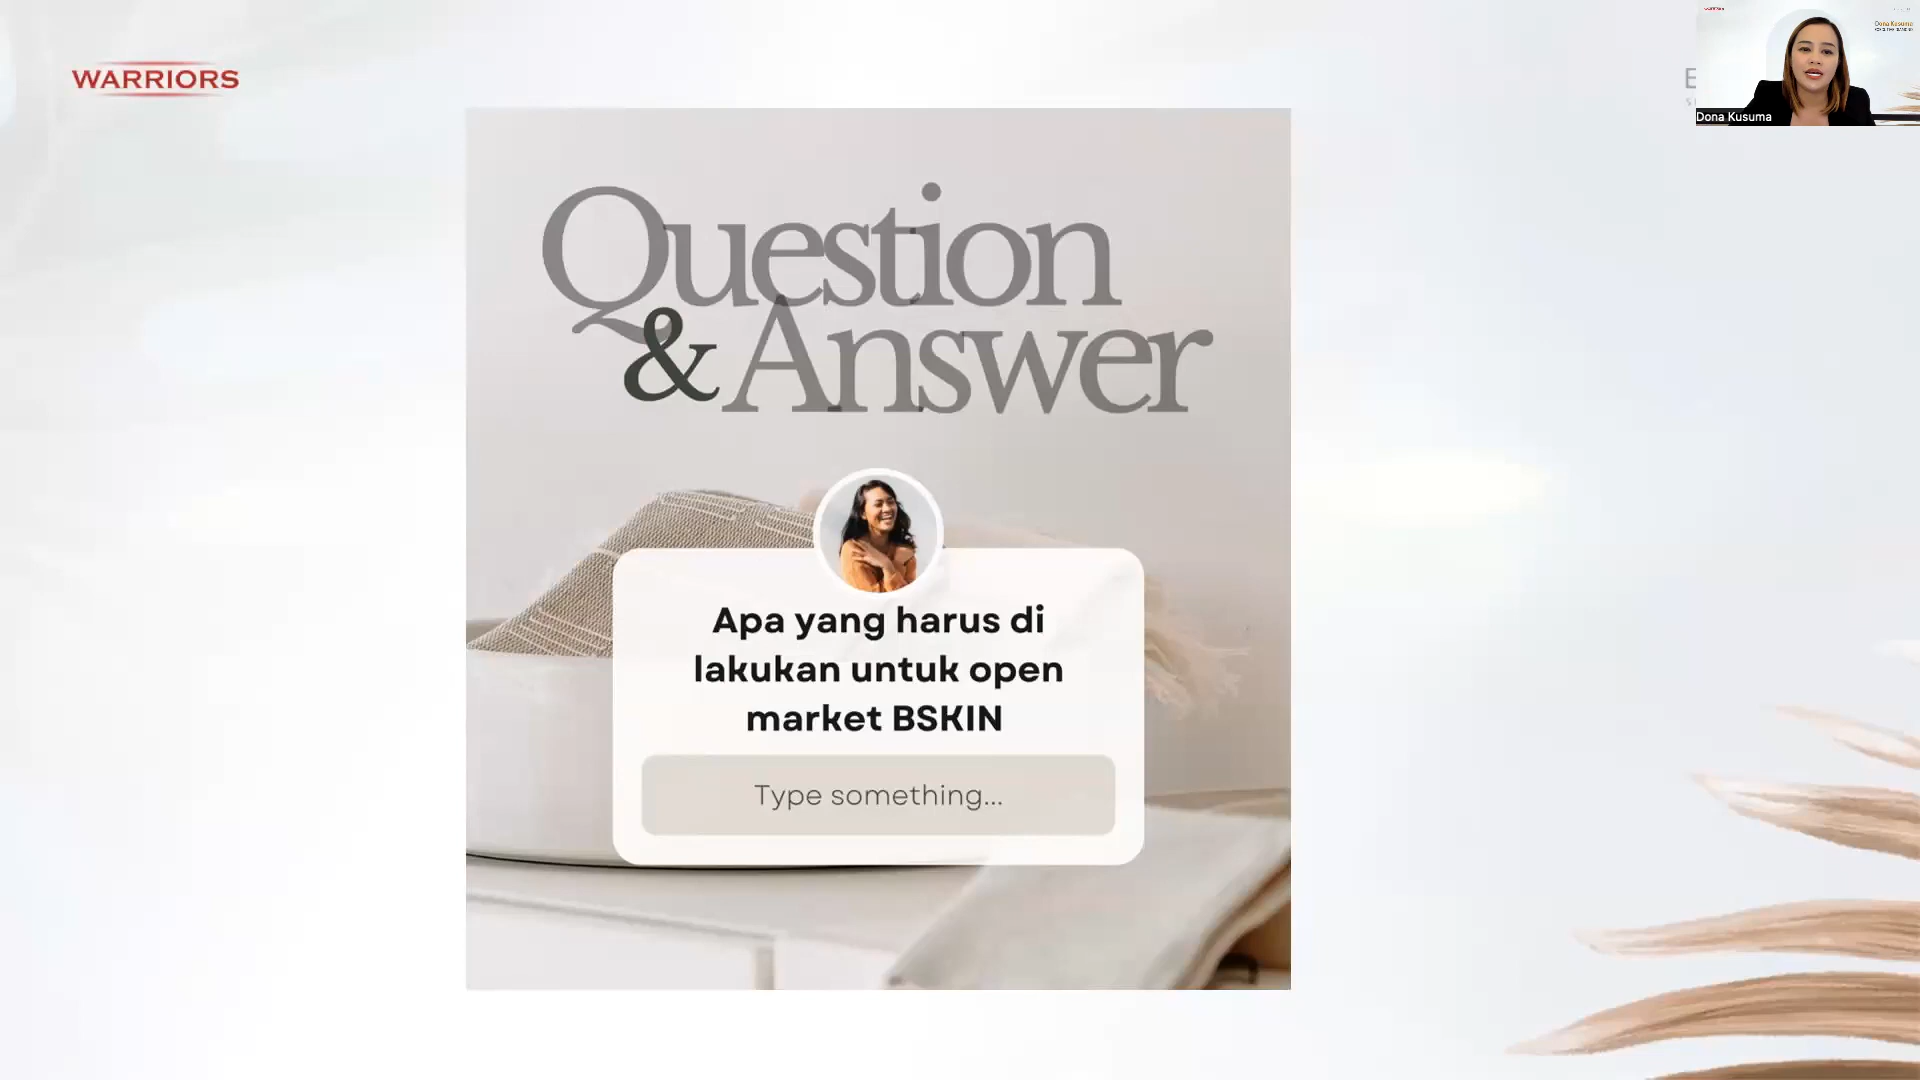 WARRIORS
Dona Kusuma
Question
& Answer
Apa yang harus di
lakukan untuk open
market BSKIN
Type something...